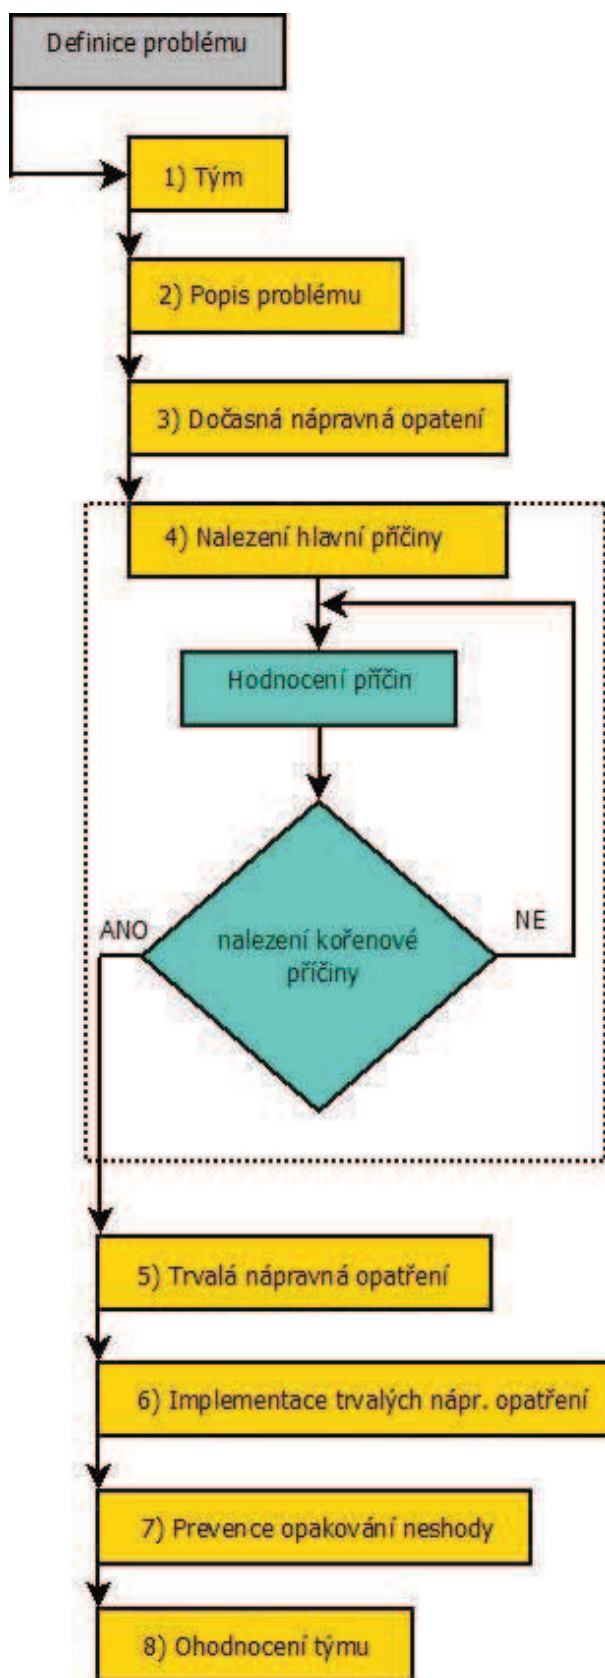 Definice problému
1) Tým
2) Popis problému
3) Dočasná nápravná opatení
4) Nalezení hlavní příčiny
Hodnocení příčin
ANO
NE
nalezení kořenové
příčiny
5) Trvalá nápravná opatření
6) Implementace trvalých nápr. opatření
7) Prevence opakování neshody
8) Ohodnocení týmu